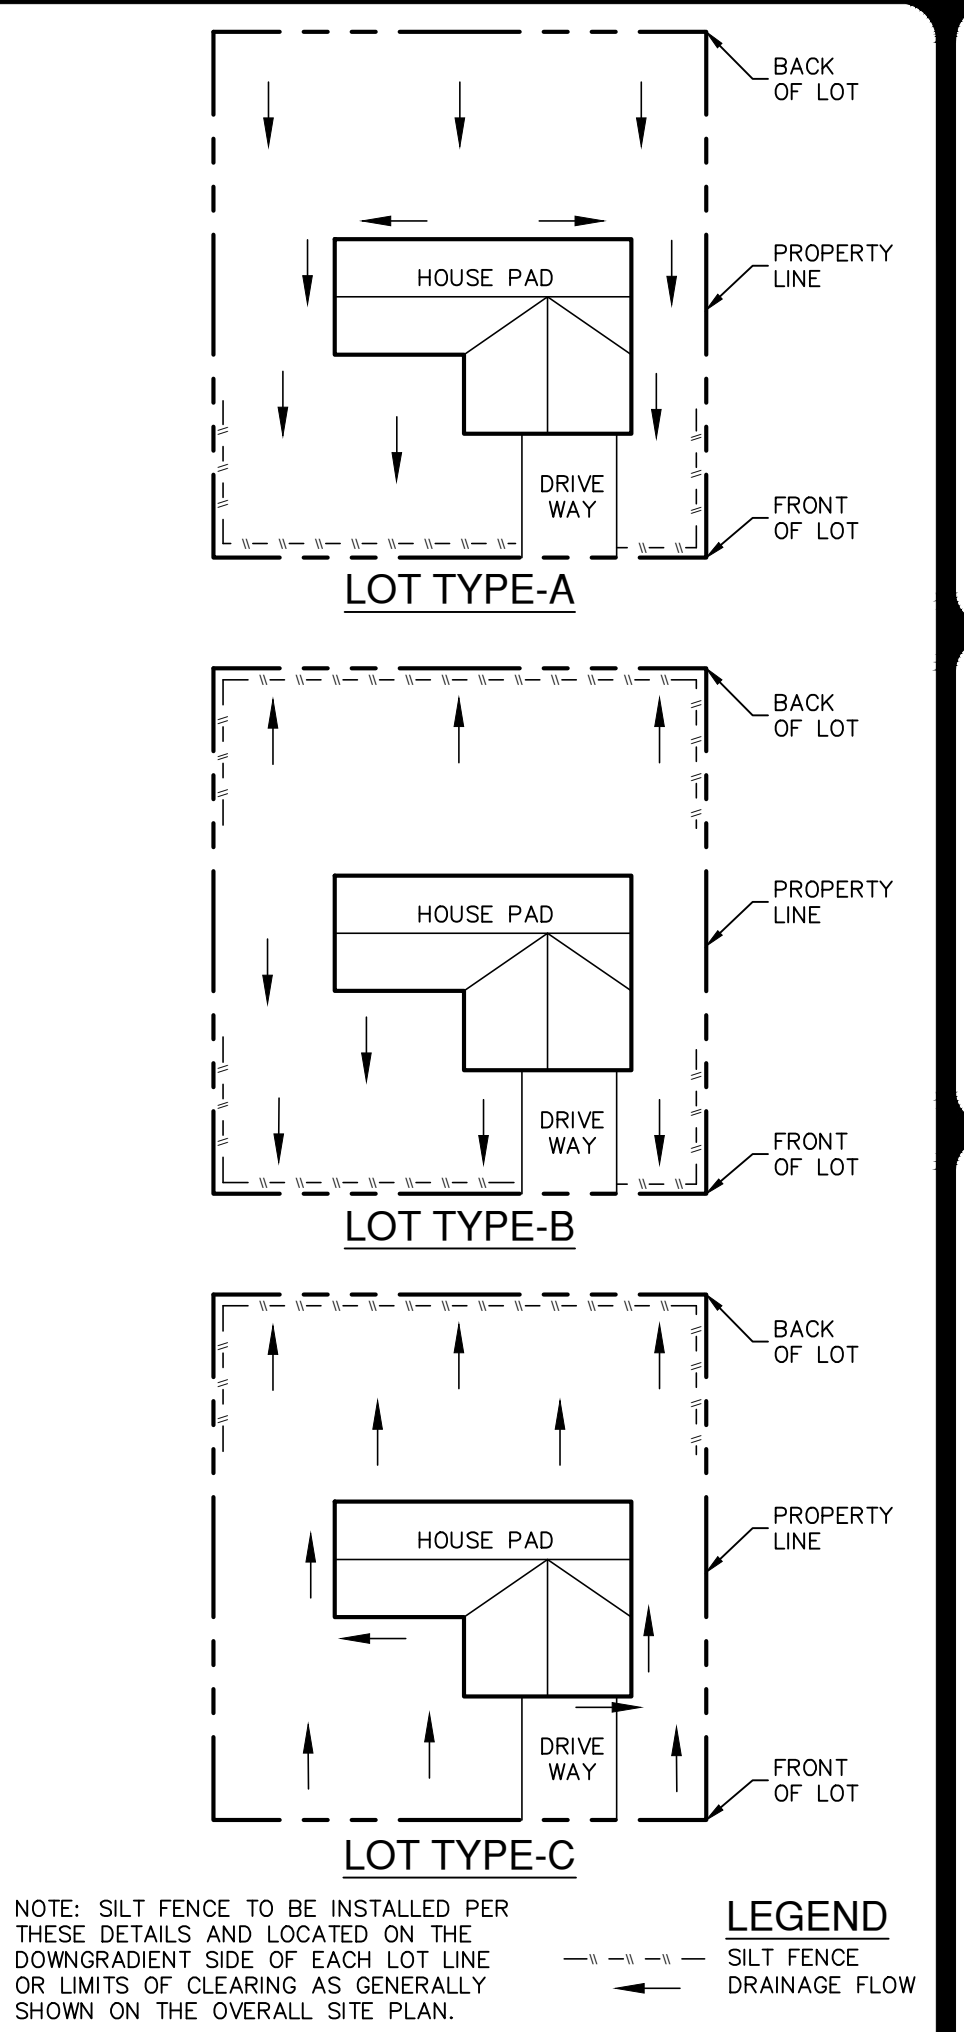 BACK
OF LOT
HOUSE PAD
PROPERTY
LINE
DRIVE
WAY
FRONT
OF LOT
LOT TYPE-A
BACK
OF LOT
HOUSE PAD
PROPERTY
LINE
DRIVE
WAY
FRONT
OF LOT
LOT TYPE-B
BACK
OF LOT
HOUSE PAD
PROPERTY
LINE
DRIVE
WAY
FRONT
OF LOT
LOT TYPE-C
NOTE: SILT FENCE TO BE INSTALLED PER
THESE DETAILS AND LOCATED ON THE
DOWNGRADIENT SIDE OF EACH LOT LINE
OR LIMITS OF CLEARING AS GENERALLY
SHOWN ON THE OVERALL SITE PLAN.
LEGEND
SILT FENCE
DRAINAGE FLOW